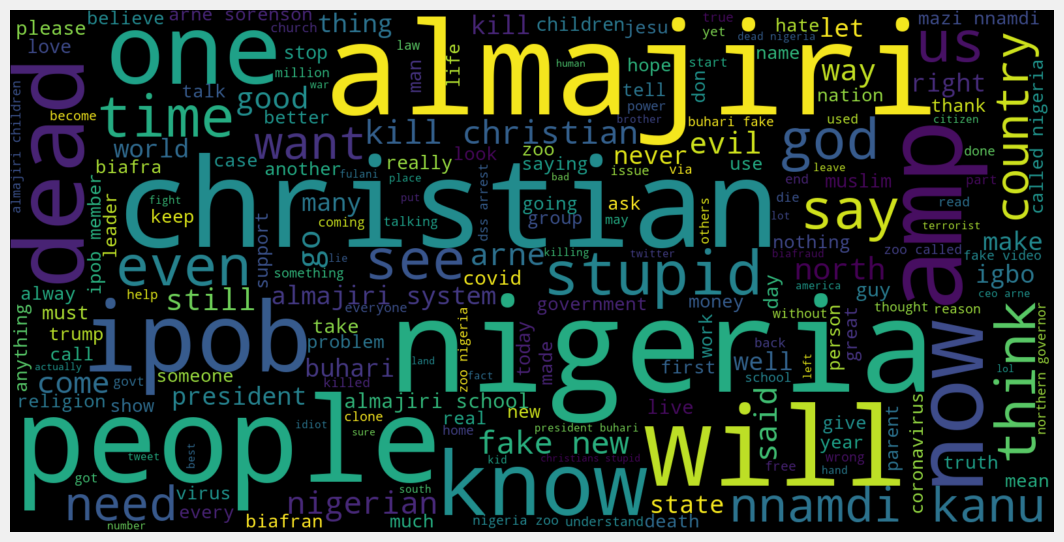 please
believe
arne sorenson
thing
kill
children
jesu
hate
let
us
mazi nnamdi
love
church
one
stop
almajiri
true
yet
dead nigeria
law
man
life
human
hope
don
start
name
way
country
million
war
talk
tell
power
nation
right
dead
become
time
good
better
want
kill christian
brother
buhari fake
used
thank
citizen
called nigeria
almajiri children
world
case
zoo
never
evil
god
amp
done
biafra
another
really
look
saying
issue
via
use
end
leave
part
fulani
place
bad
muslim
die
lot
read
ipob member
leader
keep
fight
many
put
christian
going
ask
others
say
terrorist
coming
talking
group
may
nothing
zoo called
make
fake video
go
support
dss arrest
killing
even
lie
see
arne
stupid
twitter
north
biafraud
igbo
something
covid
america
guy
ceo arne
alway
help
still
almajiri system
everyone
government
money
day
without
thought
reason
must
trump
ipob
take
problem
zoo nigeria
nigeria
work
person
great
now
think
northern governor
anything
call
actually
someone
buhari
land
fact
today
made
first
back
well
school
left
lol
come
govt
killed
religion
show
president
almajiri school
live
said
give
coronavirus
people
clone
real
new
will
year
parent
idiot
sure
home
president buhari
fake new
free
wrong
truth
mean
got
tweet
best
know
kid
christians stupid
hand
need
virus
nigerian
south
state
nnamdi kanu
every
number
biafran
much
nigeria zoo
understand
death